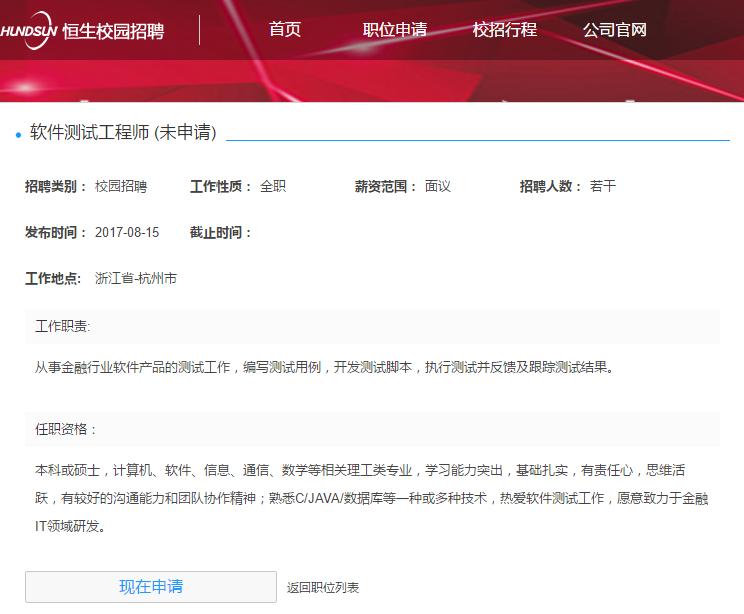 HUNDSUN 恒生校园招聘 首页 职位申请 校招行程 公司官网
软件测试工程师 (未申请)
招聘类别： 校园招聘 工作性质： 全职 薪资范围： 面议 招聘人数： 若干
发布时间： 2017-08-15 截止时间：
工作地点: 浙江省-杭州市
工作职责:
从事金融行业软件产品的测试工作，编写测试用例，开发测试脚本，执行测试并反馈及跟踪测试结果。
任职资格：
本科或硕士，计算机、软件、信息、通信、数学等相关理工类专业，学习能力突出，基础扎实，有责任心，思维活
跃，有较好的沟通能力和团队协作精神；熟悉C/JAVA/数据库等一种或多种技术，热爱软件测试工作，愿意致力于金融
IT领域研发。
现在申请 返回职位列表